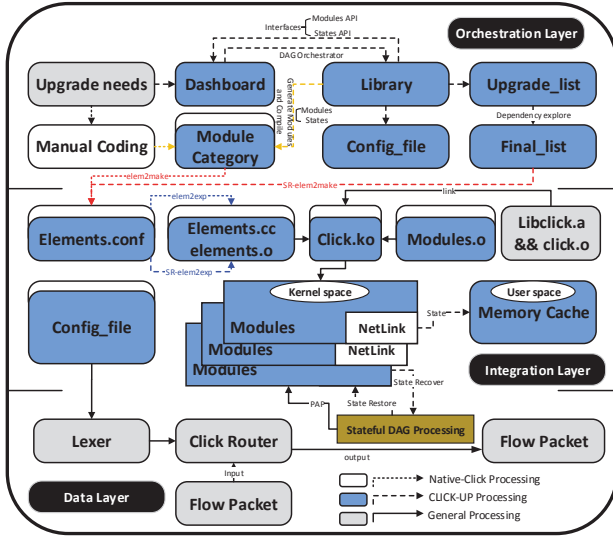 Modules API
Interfaces
States API
Orchestration Layer
DAG Orchestrator
Upgrade needs
Dashboard
Library
Upgrade_list
Generate Modules
and Compile
Modules
States
Dependency explore
Manual Coding
Module
Category
Config_file
Final_list
elem2make
SR-elem2make
elem2exp
link
Elements.conf
Elements.cc
elements.o
Click.ko
Modules.o
Libclick.a
&& click.o
SR-elem2exp
Kernel space
User space
Config_file
Modules
NetLink
State
Memory Cache
Modules
NetLink
Modules
State Recover
Integration Layer
PAP
State Restore
Stateful DAG Processing
Lexer
Click Router
output
Flow Packet
Input
Data Layer
Flow Packet
Native-Click Processing
CLICK-UP Processing
General Processing